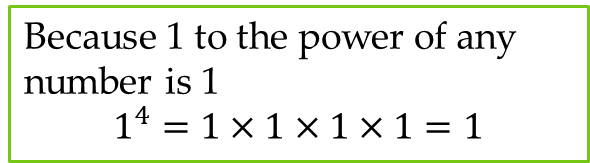 Because 1 to the power of any
number is 1
1⁴ = 1 × 1 × 1 × 1 = 1